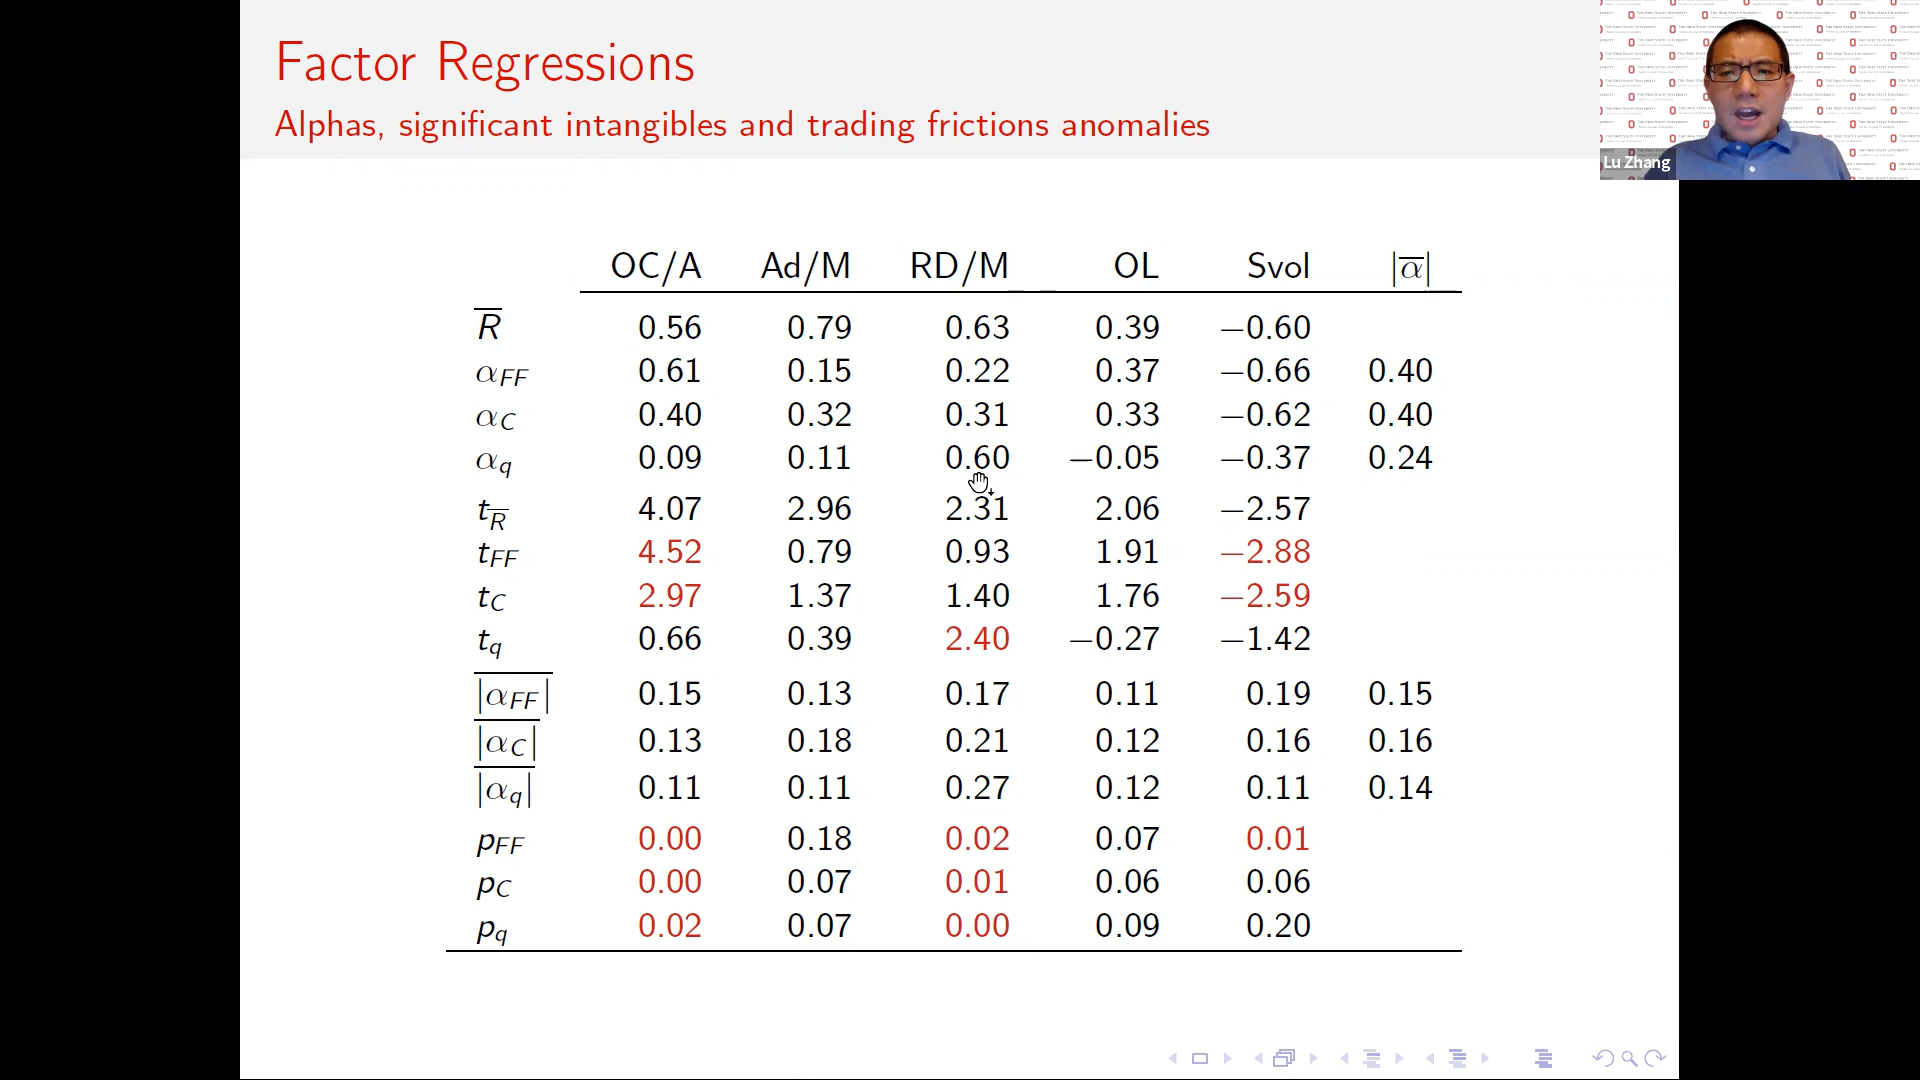 Factor Regressions
Alphas, significant intangibles and trading frictions anomalies
Lu Zhang
OC/A Ad/M RD/M OL Svol |α̅|
R̅ 0.56 0.79 0.63 0.39 −0.60
α_FF 0.61 0.15 0.22 0.37 −0.66 0.40
α_C 0.40 0.32 0.31 0.33 −0.62 0.40
α_q 0.09 0.11 0.60 −0.05 −0.37 0.24
t_R̅ 4.07 2.96 2.31 2.06 −2.57
t_FF 4.52 0.79 0.93 1.91 −2.88
t_C 2.97 1.37 1.40 1.76 −2.59
t_q 0.66 0.39 2.40 −0.27 −1.42
|α_FF| 0.15 0.13 0.17 0.11 0.19 0.15
|α_C| 0.13 0.18 0.21 0.12 0.16 0.16
|α_q| 0.11 0.11 0.27 0.12 0.11 0.14
p_FF 0.00 0.18 0.02 0.07 0.01
p_C 0.00 0.07 0.01 0.06 0.06
p_q 0.02 0.07 0.00 0.09 0.20